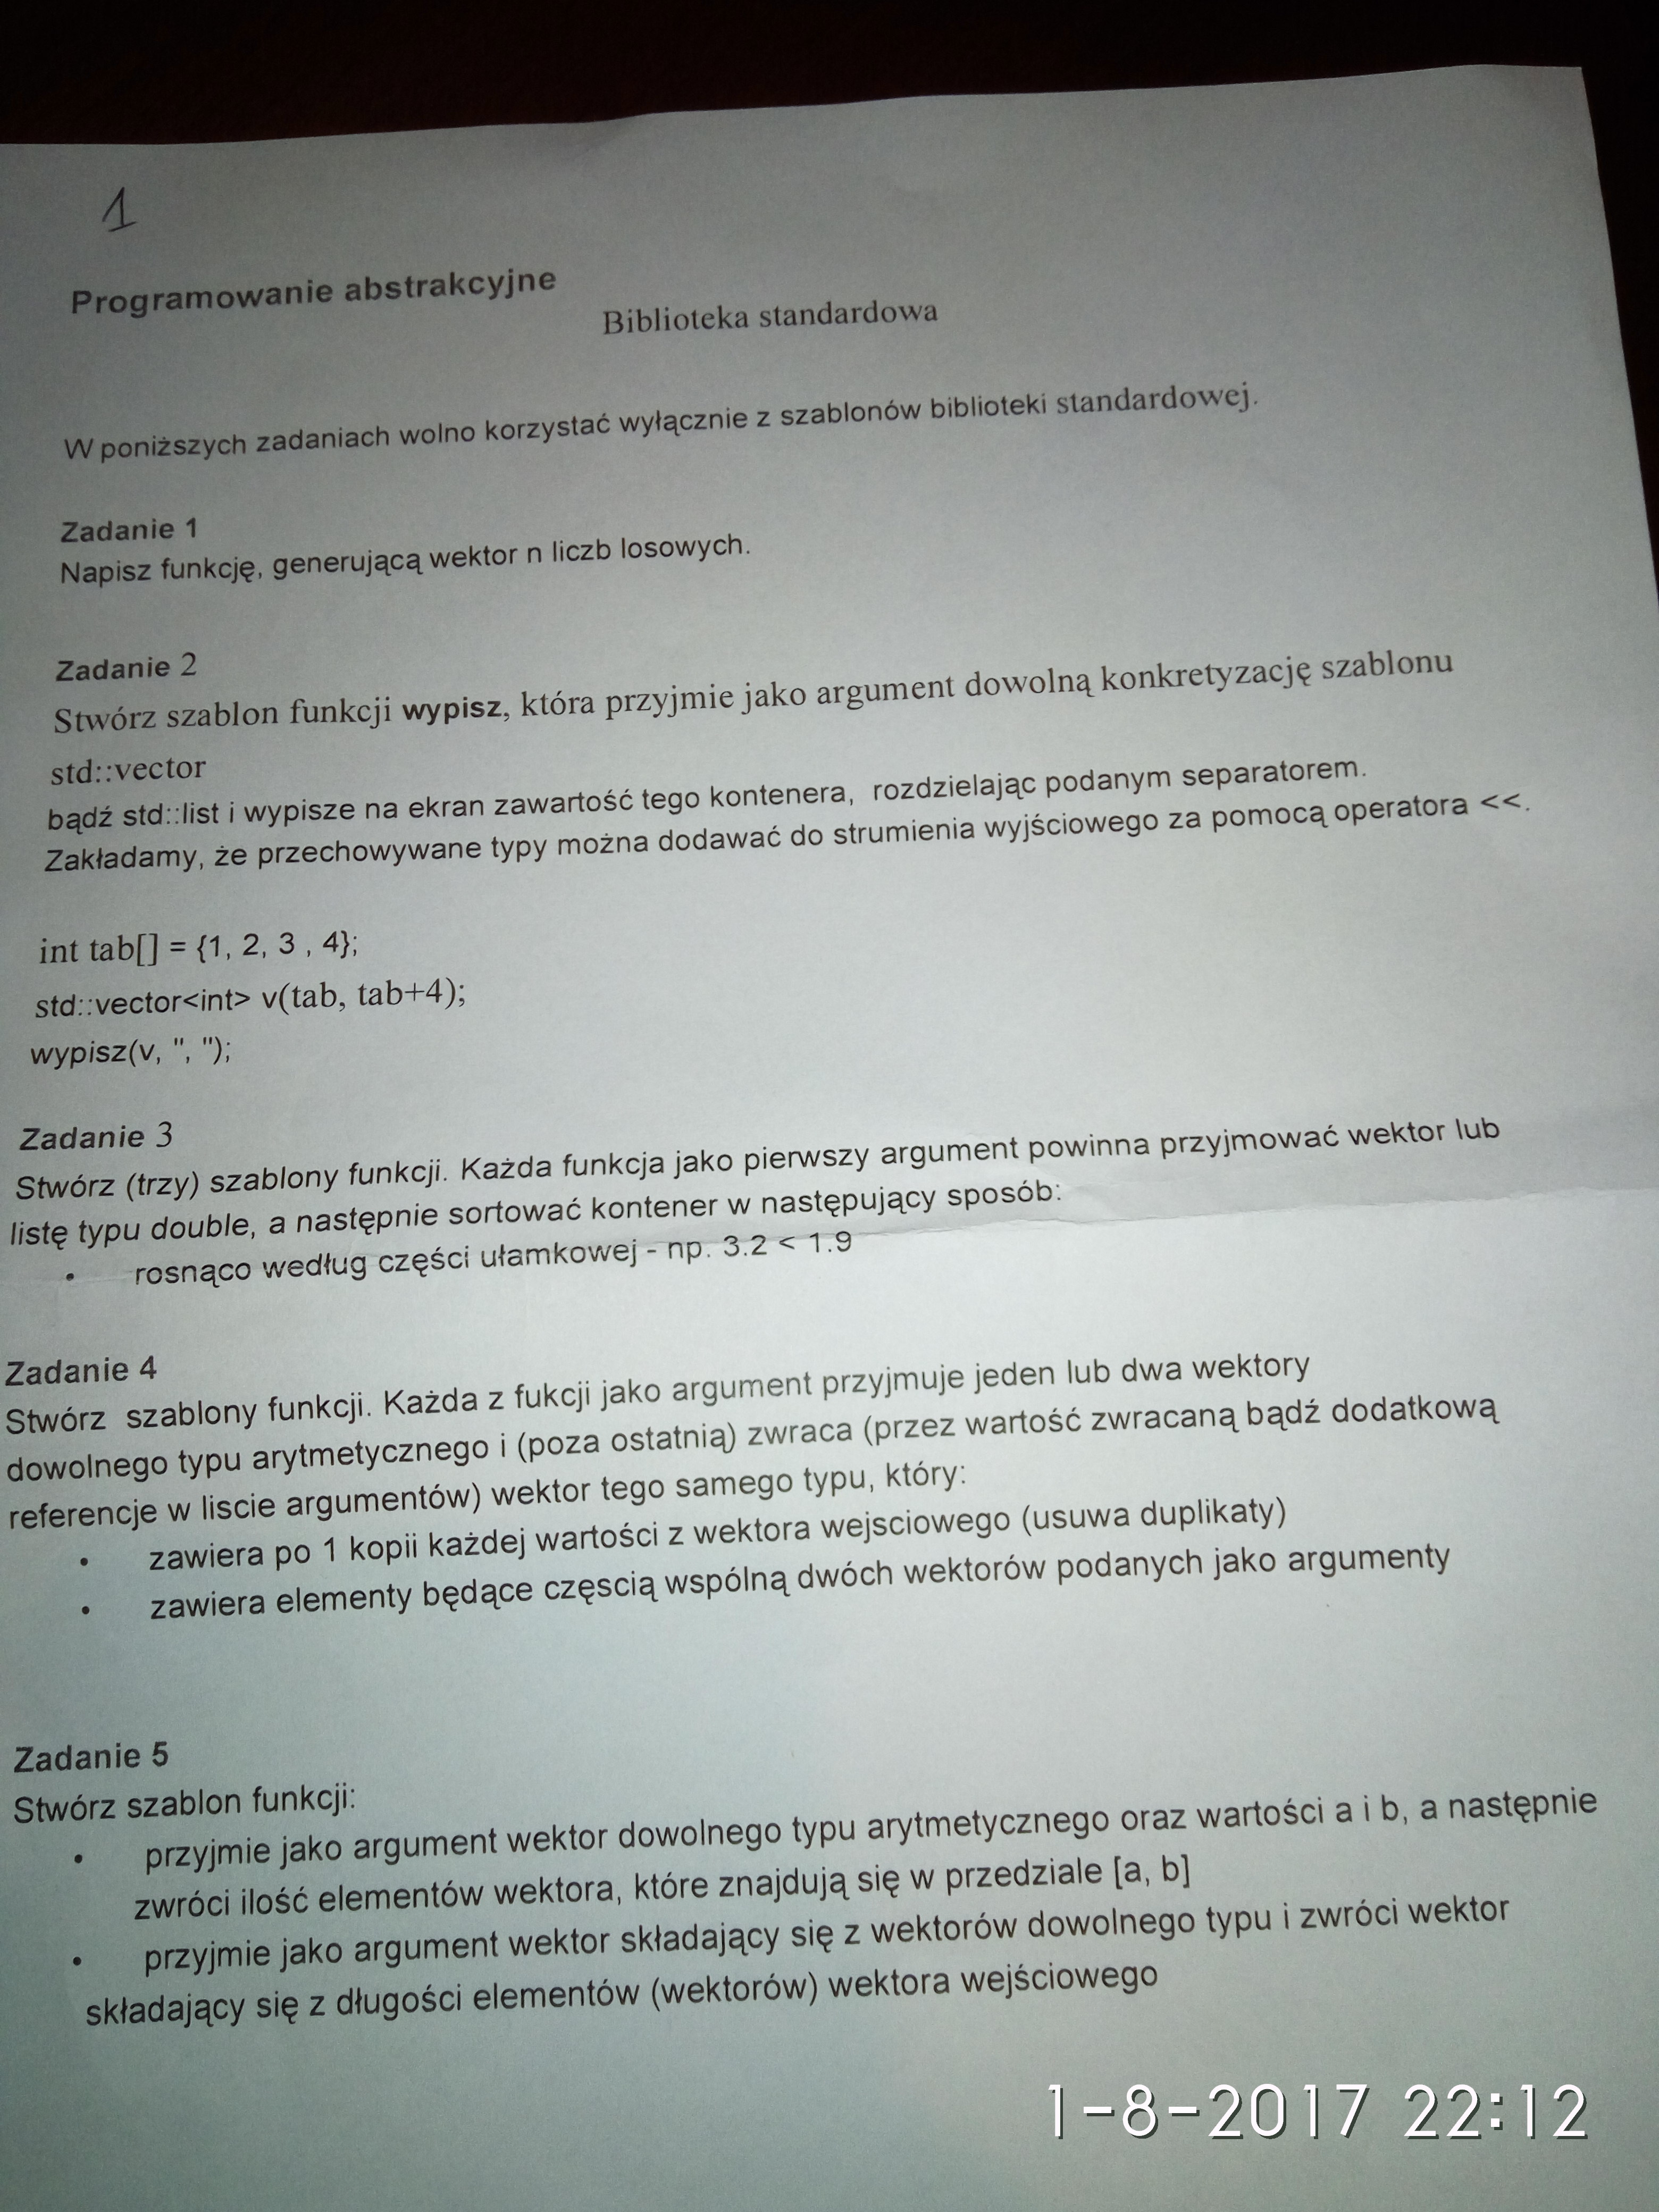 1
Programowanie abstrakcyjne
Biblioteka standardowa
W poniższych zadaniach wolno korzystać wyłącznie z szablonów biblioteki standardowej.
Zadanie 1
Napisz funkcję, generującą wektor n liczb losowych.
Zadanie 2
Stwórz szablon funkcji wypisz, która przyjmie jako argument dowolną konkretyzację szablonu
std::vector
bądź std::list i wypisze na ekran zawartość tego kontenera, rozdzielając podanym separatorem.
Zakładamy, że przechowywane typy można dodawać do strumienia wyjściowego za pomocą operatora <<.
int tab[] = {1, 2, 3 , 4};
std::vector<int> v(tab, tab+4);
wypisz(v, ", ");
Zadanie 3
Stwórz (trzy) szablony funkcji. Każda funkcja jako pierwszy argument powinna przyjmować wektor lub
listę typu double, a następnie sortować kontener w następujący sposób:
• rosnąco według części ułamkowej - np. 3.2 < 1.9
Zadanie 4
Stwórz szablony funkcji. Każda z fukcji jako argument przyjmuje jeden lub dwa wektory
dowolnego typu arytmetycznego i (poza ostatnią) zwraca (przez wartość zwracaną bądź dodatkową
referencje w liscie argumentów) wektor tego samego typu, który:
• zawiera po 1 kopii każdej wartości z wektora wejsciowego (usuwa duplikaty)
• zawiera elementy będące częscią wspólną dwóch wektorów podanych jako argumenty
Zadanie 5
Stwórz szablon funkcji:
• przyjmie jako argument wektor dowolnego typu arytmetycznego oraz wartości a i b, a następnie
zwróci ilość elementów wektora, które znajdują się w przedziale [a, b]
• przyjmie jako argument wektor składający się z wektorów dowolnego typu i zwróci wektor
składający się z długości elementów (wektorów) wektora wejściowego
1-8-2017 22:12